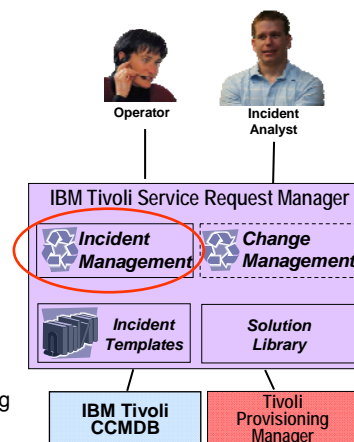 Operator
Incident
Analyst
IBM Tivoli Service Request Manager
Incident
Management
Change
Management
Incident
Templates
Solution
Library
g
IBM Tivoli
CCMDB
Tivoli
Provisioning
Manager